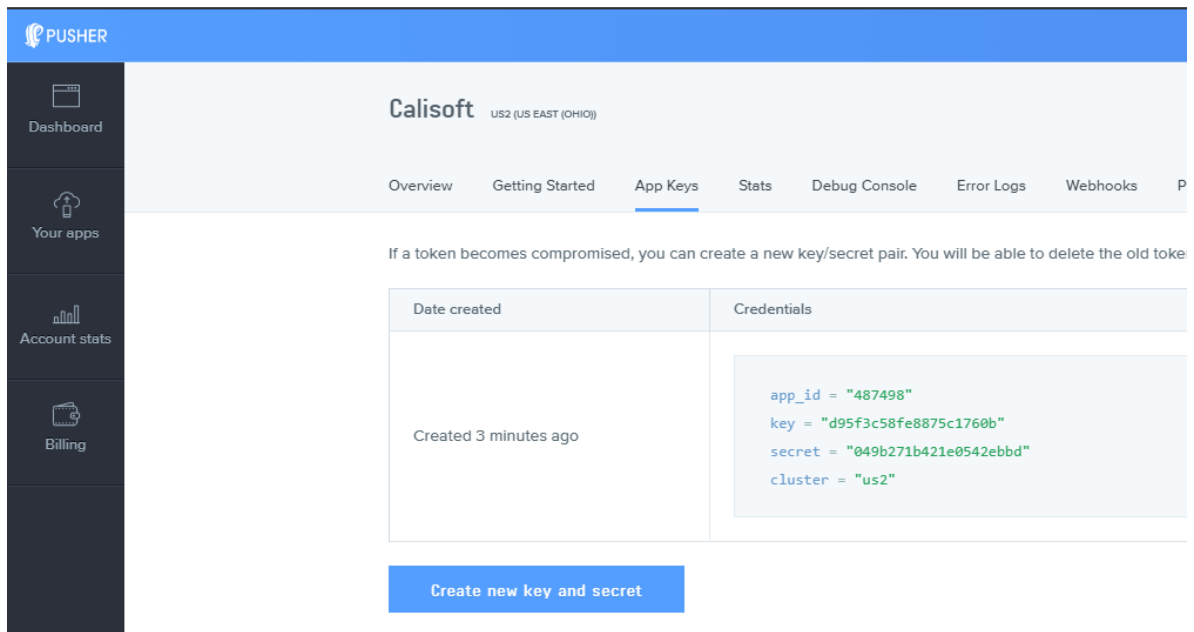 PUSHER
Dashboard
Your apps
Account stats
Billing
Calisoft US2 (US EAST (OHIO))
Overview Getting Started App Keys Stats Debug Console Error Logs Webhooks P
If a token becomes compromised, you can create a new key/secret pair. You will be able to delete the old toke
Date created Credentials
Created 3 minutes ago
app_id = "487498"
key = "d95f3c58fe8875c1760b"
secret = "049b271b421e0542ebbd"
cluster = "us2"
Create new key and secret